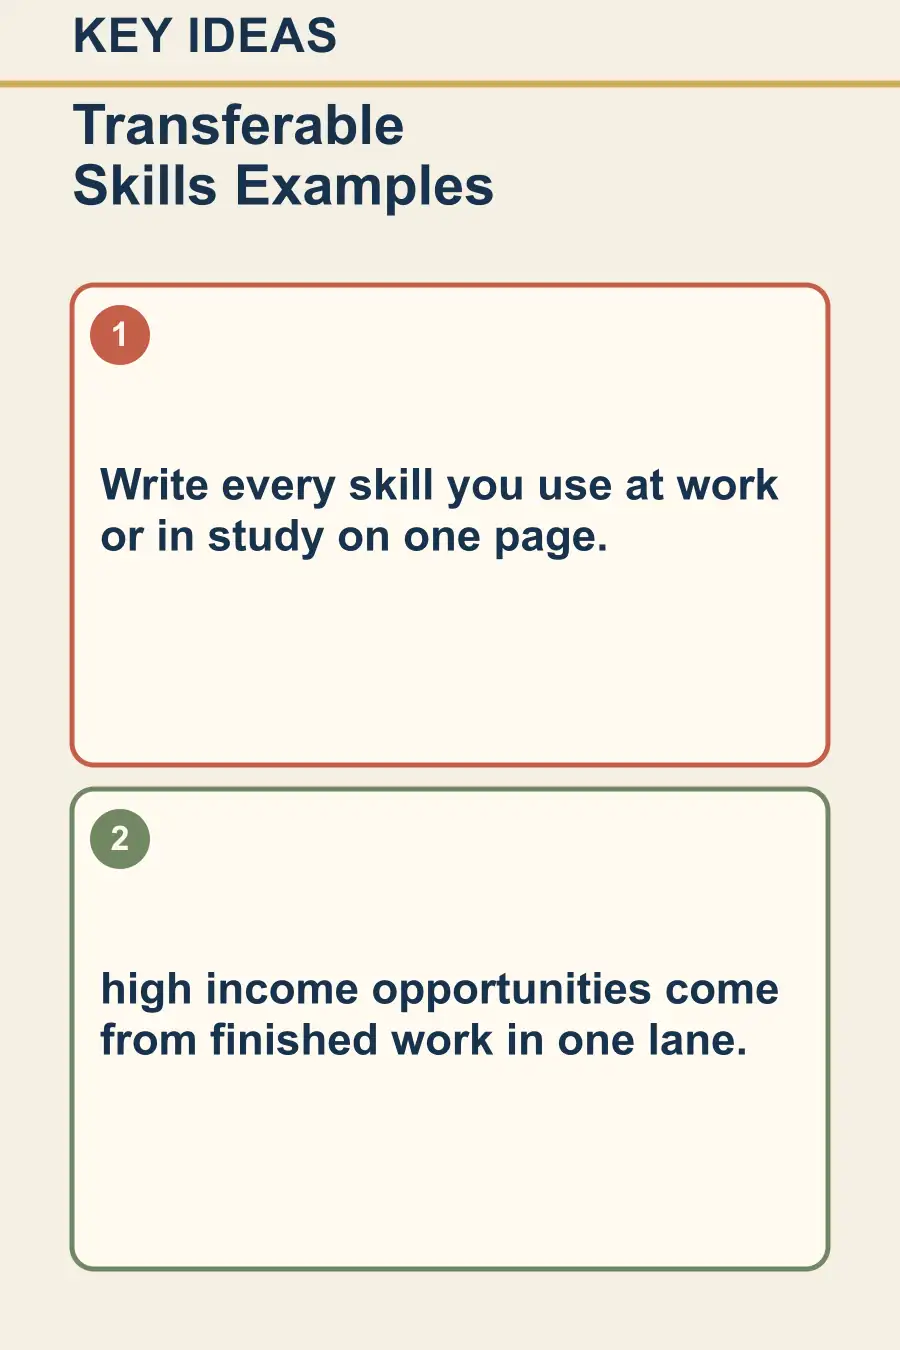 KEY IDEAS
Transferable
Skills Examples
1
Write every skill you use at work
or in study on one page.
2
high income opportunities come
from finished work in one lane.